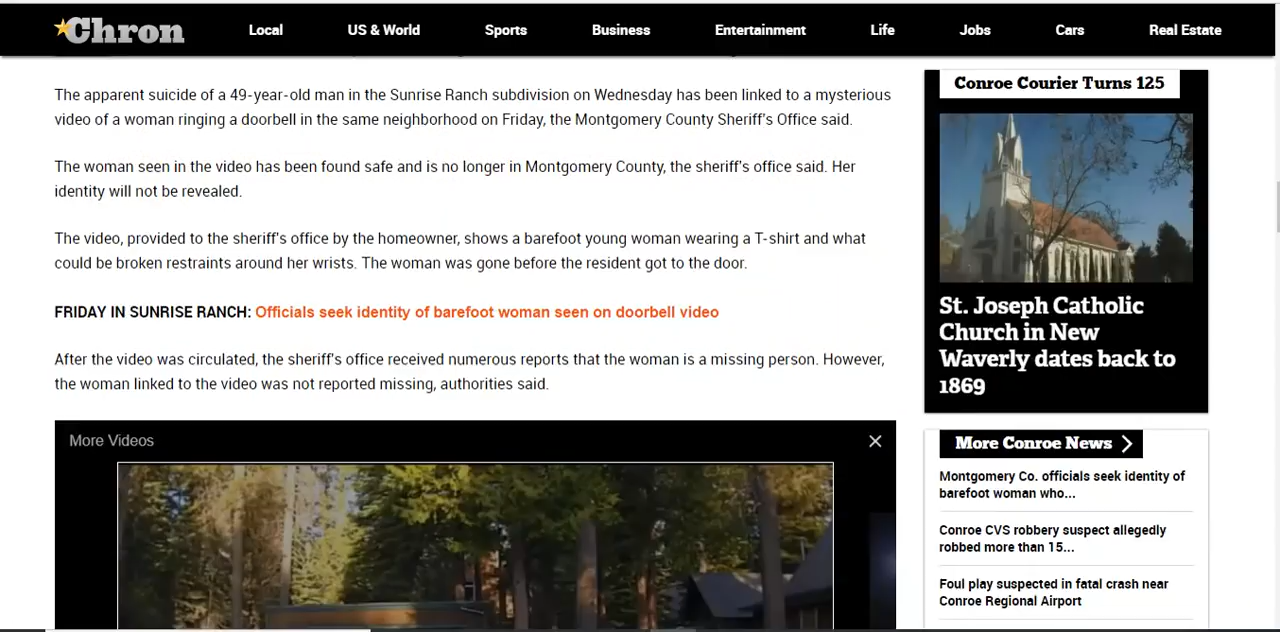 Chron
Local
US & World
Sports
Business
Entertainment
Life
Jobs
Cars
Real Estate
The apparent suicide of a 49-year-old man in the Sunrise Ranch subdivision on Wednesday has been linked to a mysterious
video of a woman ringing a doorbell in the same neighborhood on Friday, the Montgomery County Sheriff's Office said.
The woman seen in the video has been found safe and is no longer in Montgomery County, the sheriff's office said. Her
identity will not be revealed.
The video, provided to the sheriff's office by the homeowner, shows a barefoot young woman wearing a T-shirt and what
could be broken restraints around her wrists. The woman was gone before the resident got to the door.
FRIDAY IN SUNRISE RANCH: Officials seek identity of barefoot woman seen on doorbell video
After the video was circulated, the sheriff's office received numerous reports that the woman is a missing person. However,
the woman linked to the video was not reported missing, authorities said.
More Videos
Conroe Courier Turns 125
St. Joseph Catholic
Church in New
Waverly dates back to
1869
More Conroe News
Montgomery Co. officials seek identity of
barefoot woman who...
Conroe CVS robbery suspect allegedly
robbed more than 15...
Foul play suspected in fatal crash near
Conroe Regional Airport